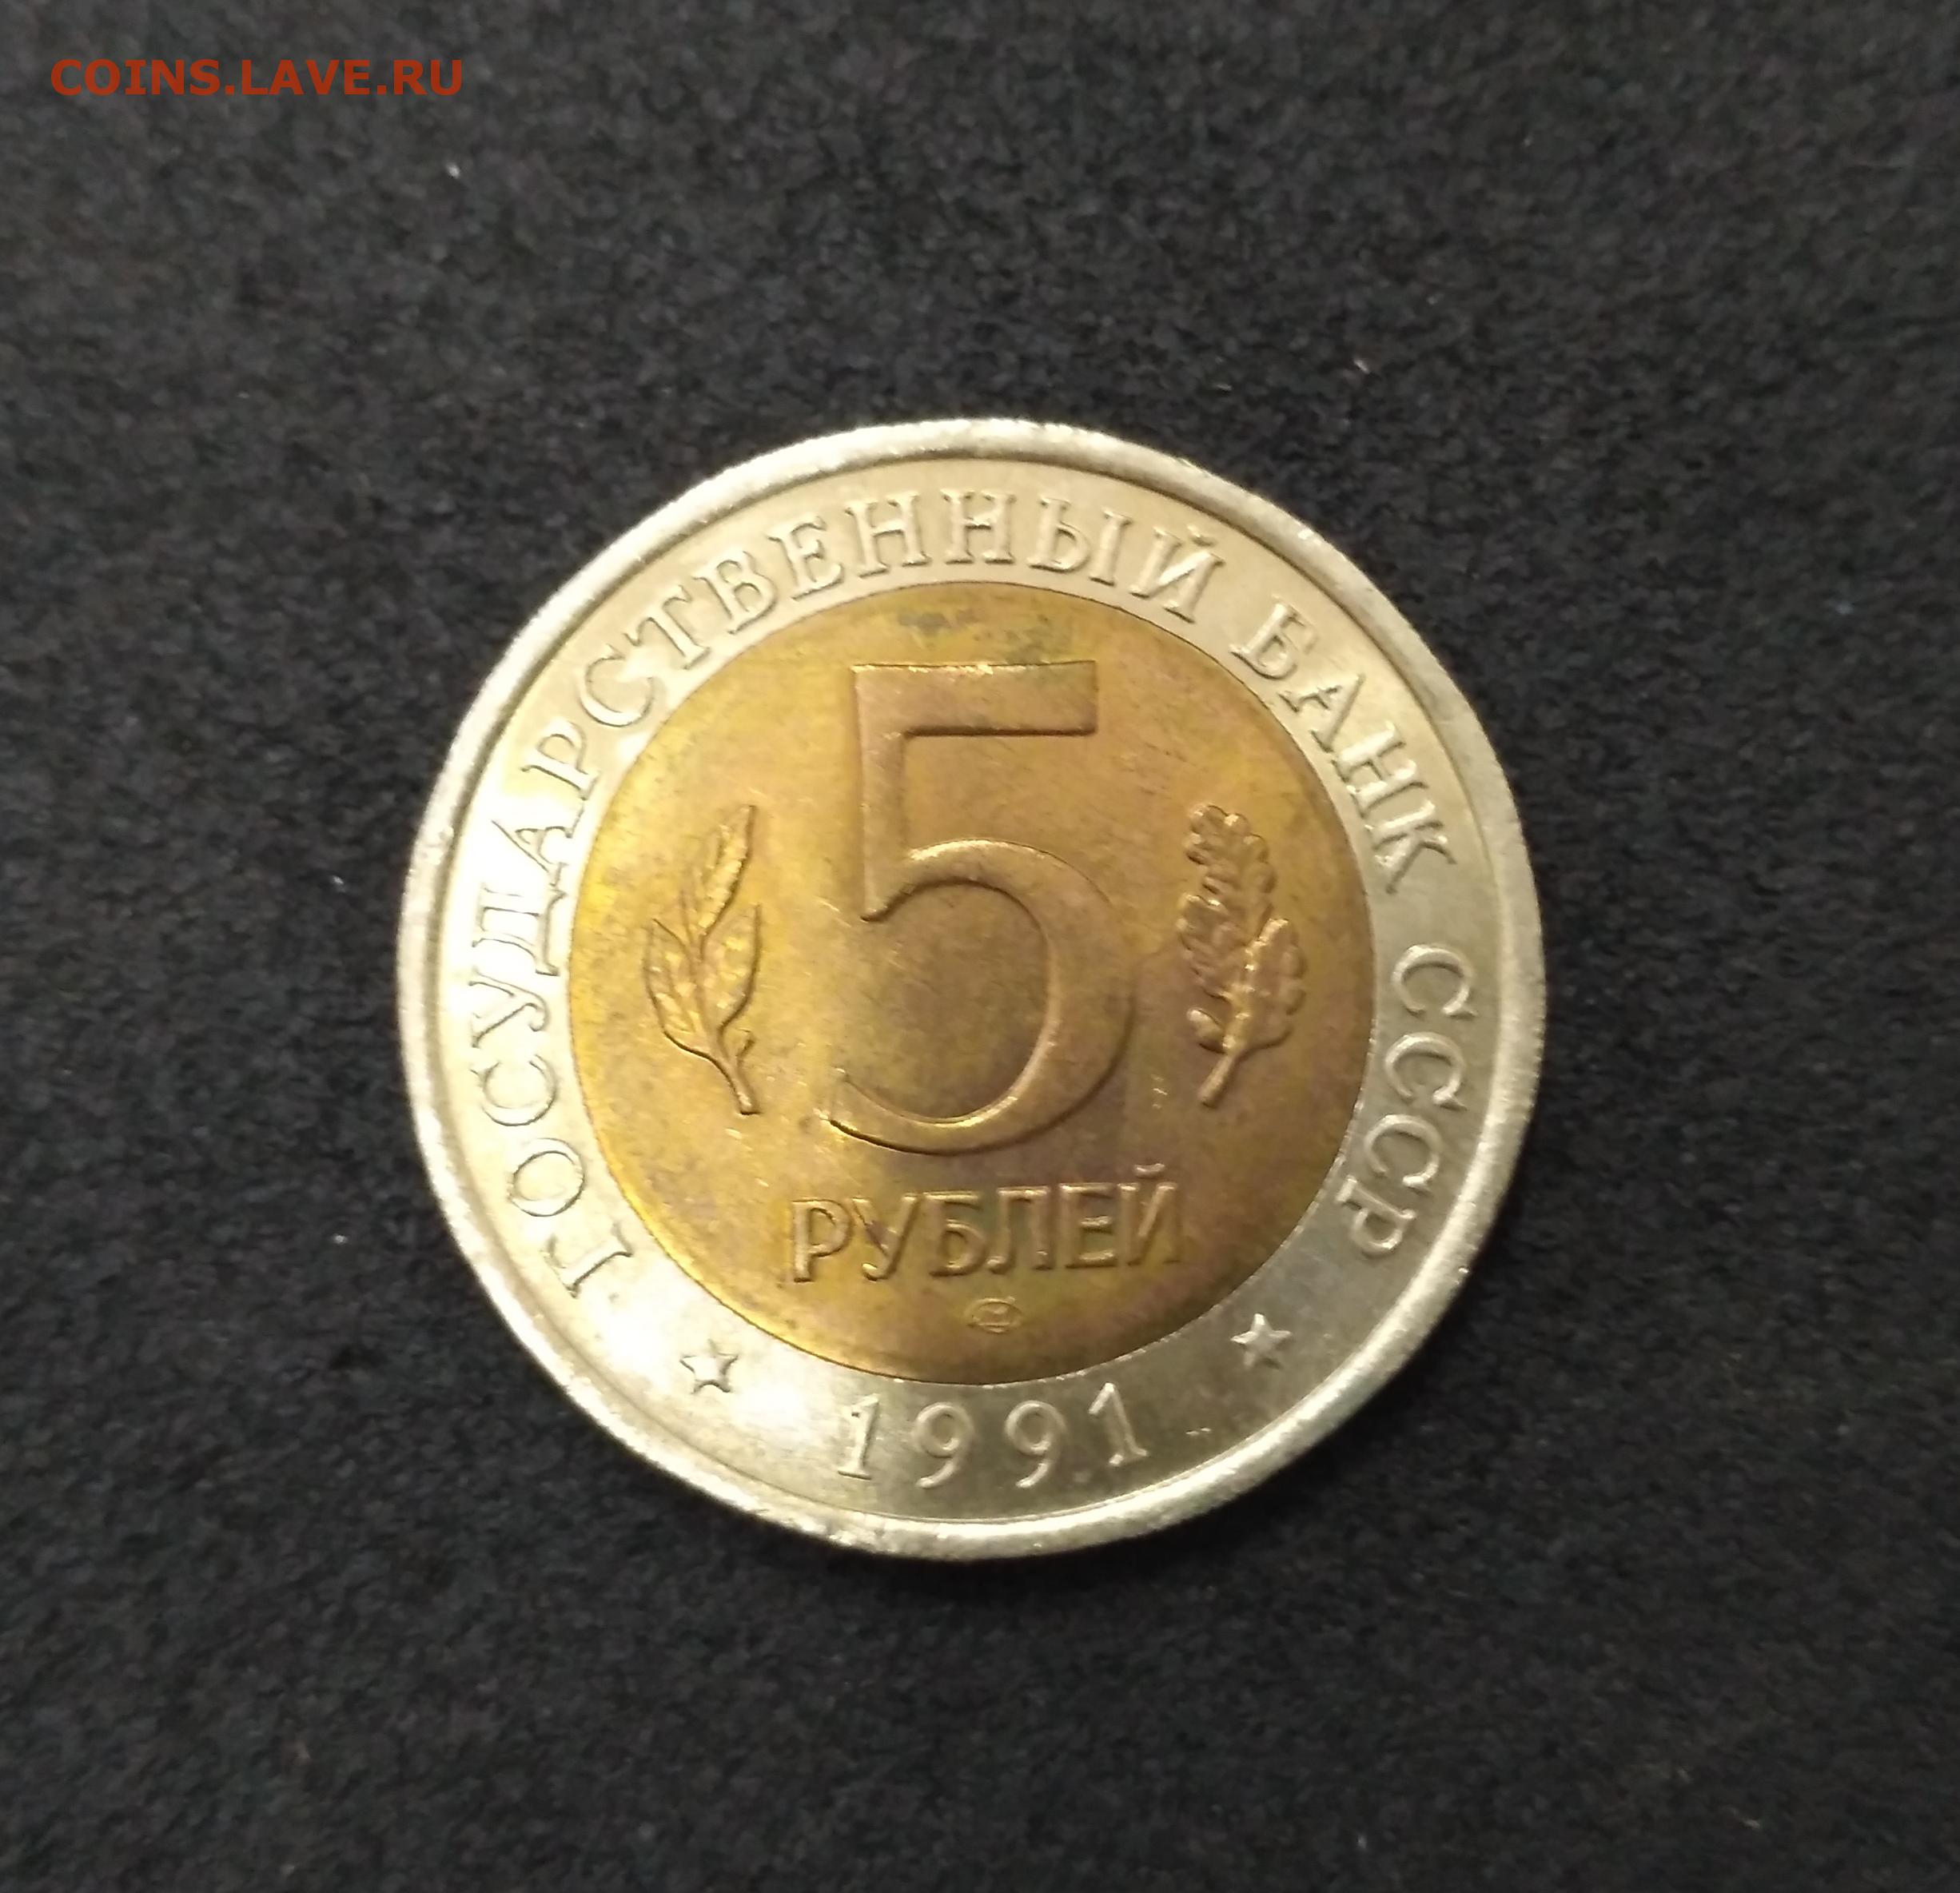 COINS.LAVE.RU
ГОСУДАРСТВЕННЫЙ БАНК СССР
5
РУБЛЕЙ
1991